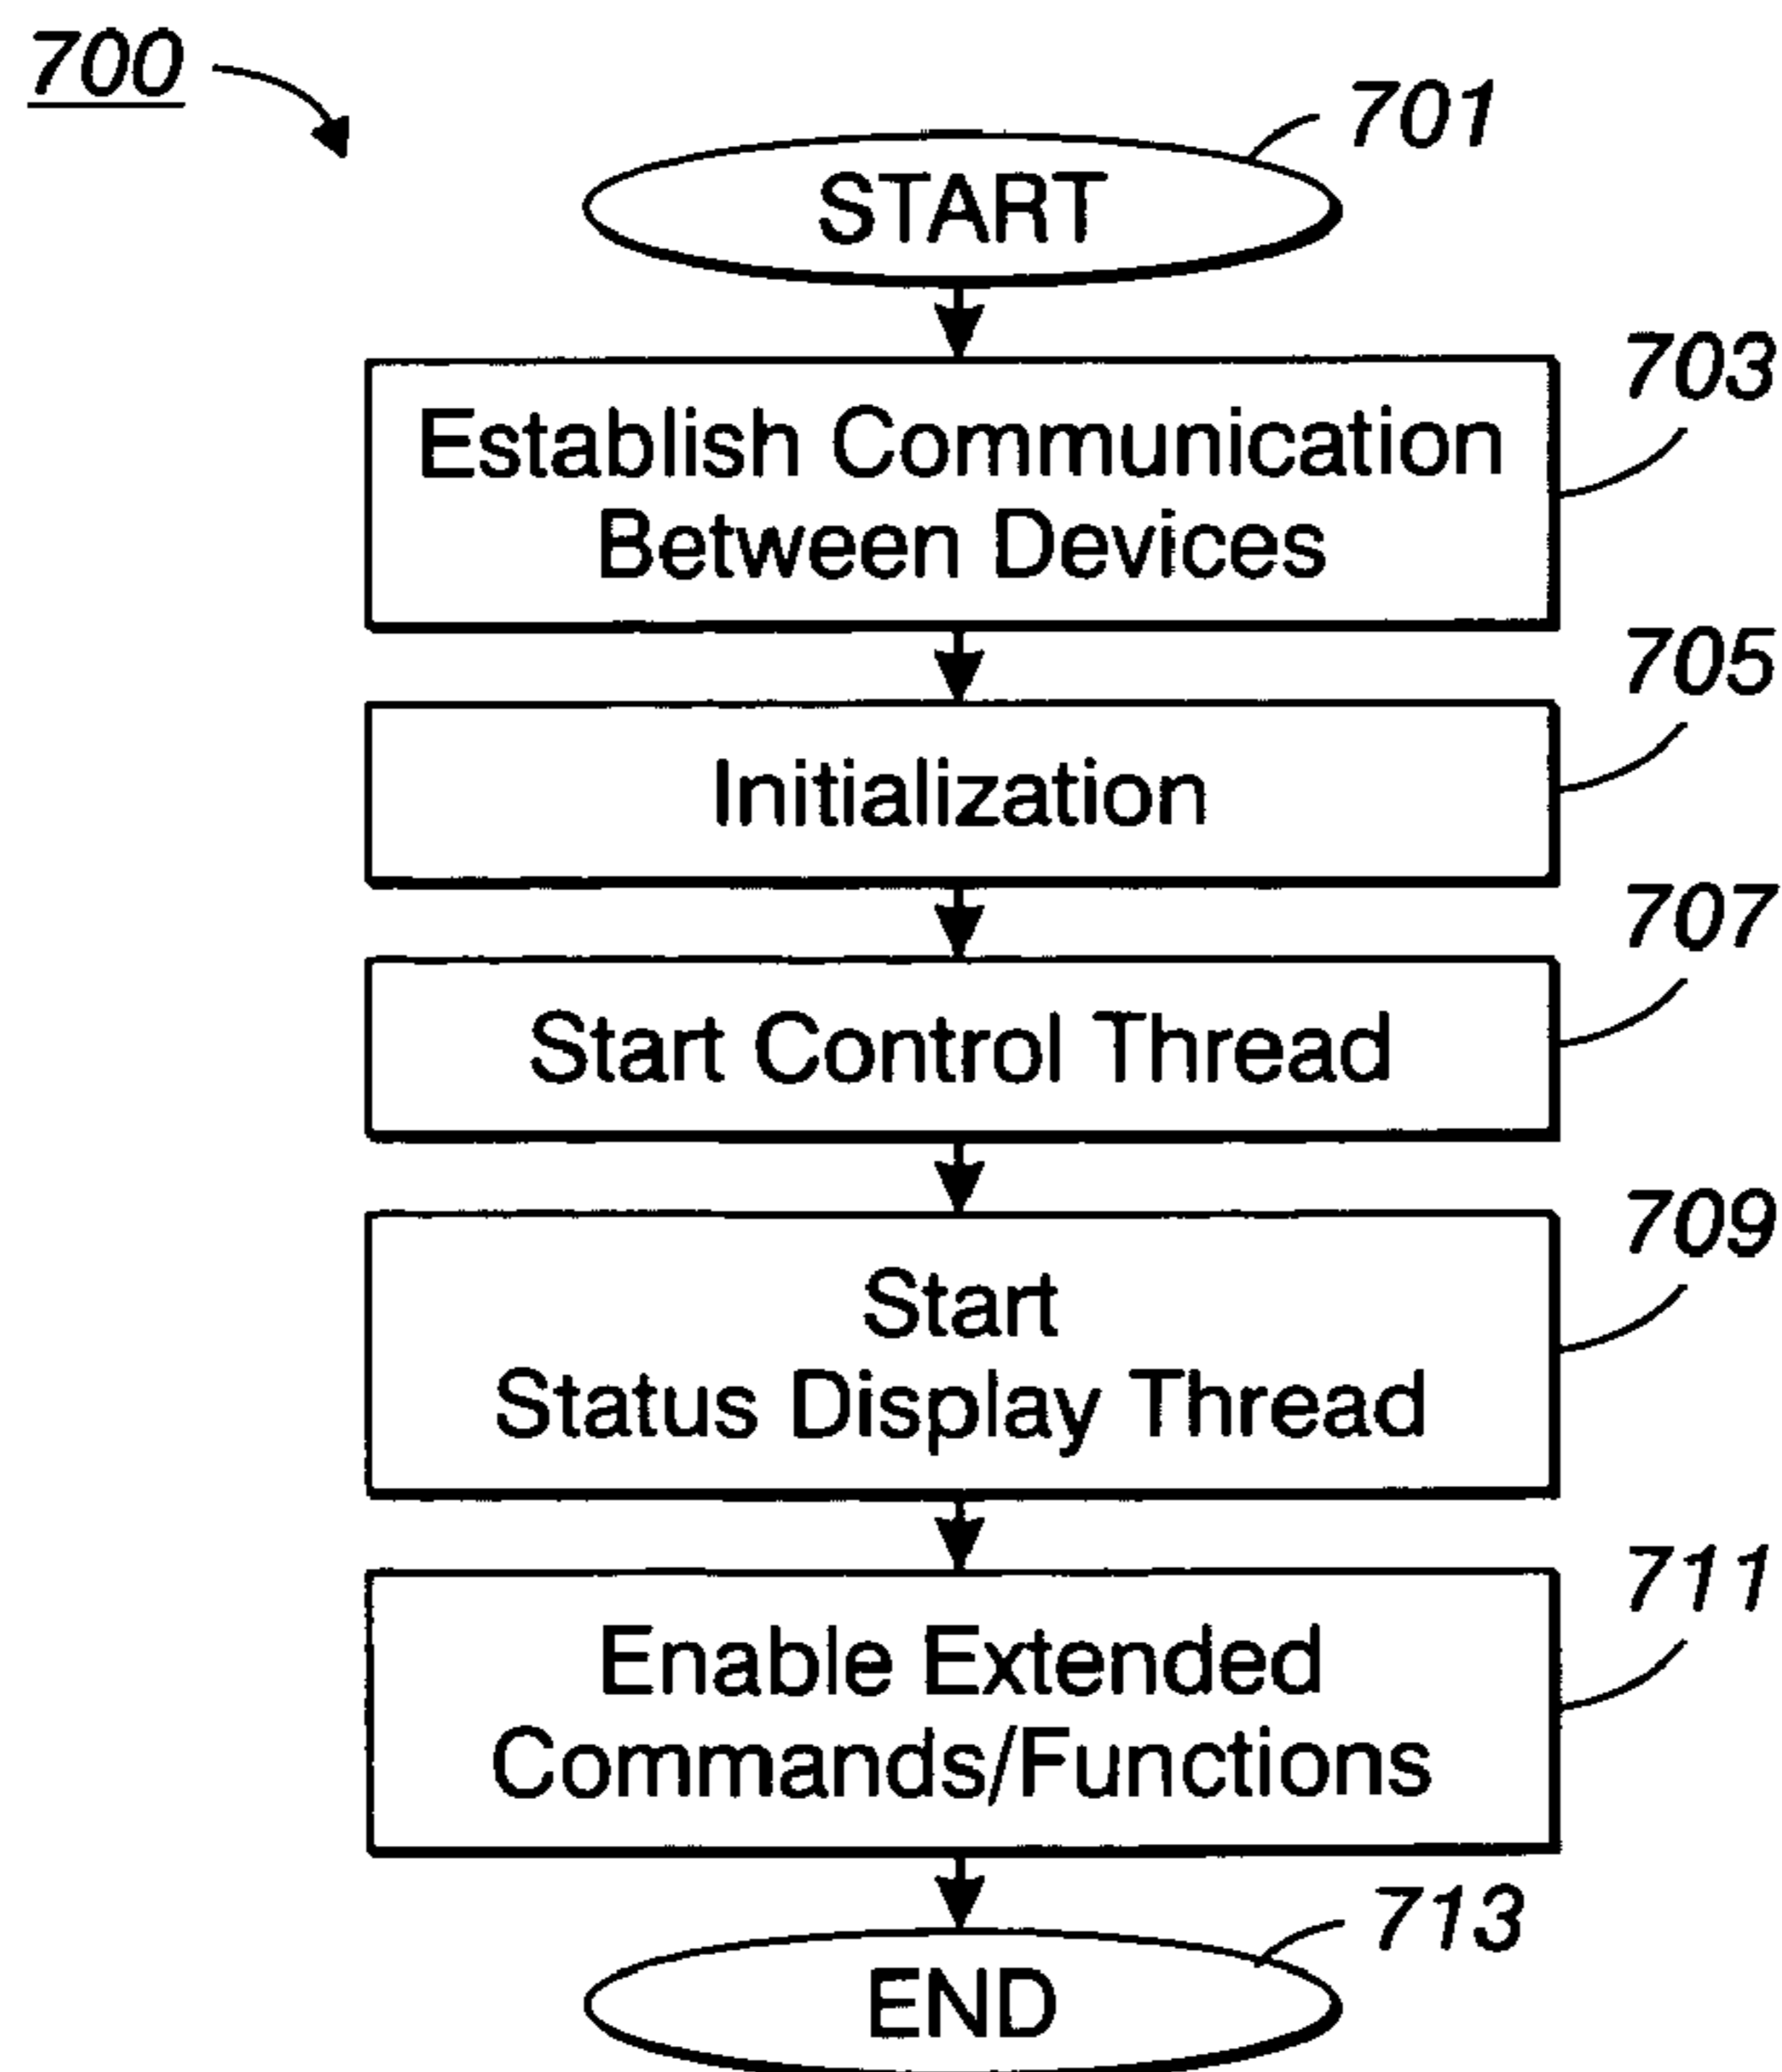 700
701
START
703
Establish Communication
Between Devices
705
Initialization
707
Start Control Thread
709
Start
Status Display Thread
711
Enable Extended
Commands/Functions
713
END